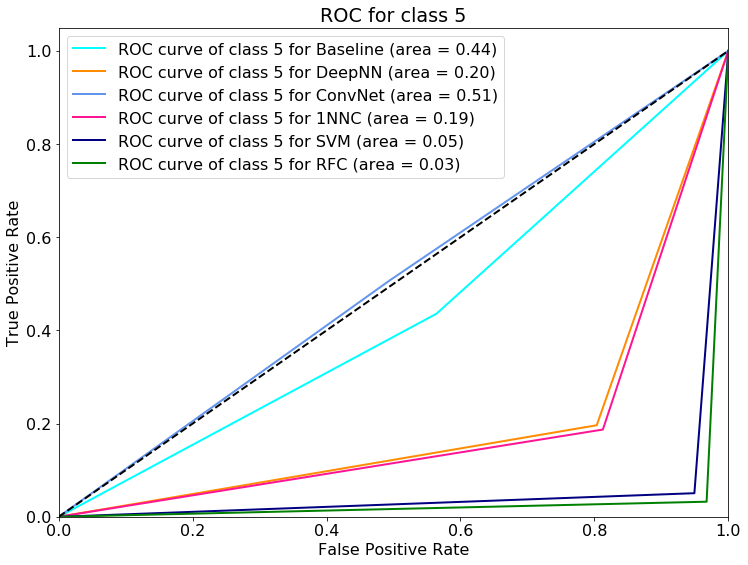 ROC for class 5
ROC curve of class 5 for Baseline (area = 0.44)
ROC curve of class 5 for DeepNN (area = 0.20)
ROC curve of class 5 for ConvNet (area = 0.51)
ROC curve of class 5 for 1NNC (area = 0.19)
ROC curve of class 5 for SVM (area = 0.05)
ROC curve of class 5 for RFC (area = 0.03)
True Positive Rate
1.0
0.8
0.6
0.4
0.2
0.0
0.0 0.2 0.4 0.6 0.8 1.0
False Positive Rate